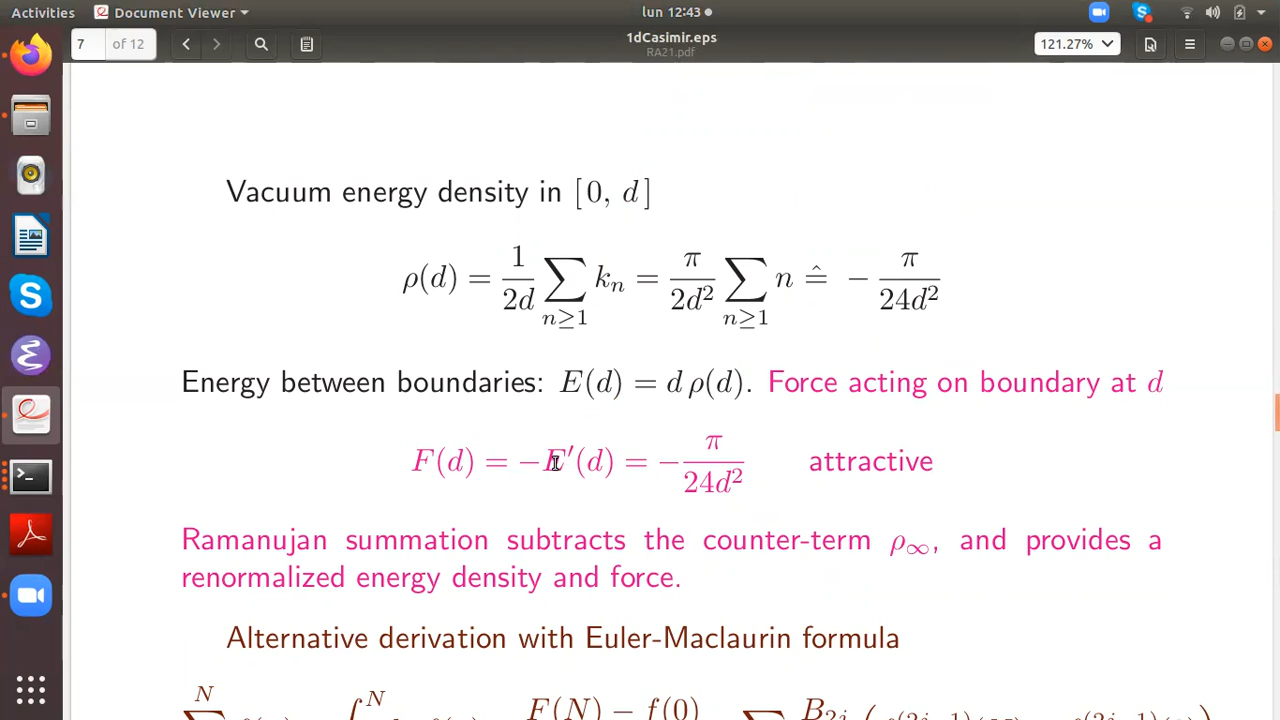 Activities Document Viewer lun 12:43
7 of 12 1dCasimir.eps RA21.pdf 121.27%
Vacuum energy density in [0, d]
ρ(d) = 1/2d ∑_{n≥1} k_n = π/2d² ∑_{n≥1} n ≙ − π/24d²
Energy between boundaries: E(d) = d ρ(d). Force acting on boundary at d
F(d) = −E′(d) = − π/24d² attractive
Ramanujan summation subtracts the counter-term ρ_∞, and provides a
renormalized energy density and force.
Alternative derivation with Euler-Maclaurin formula
N N F(N) − f(0) B_{2j}